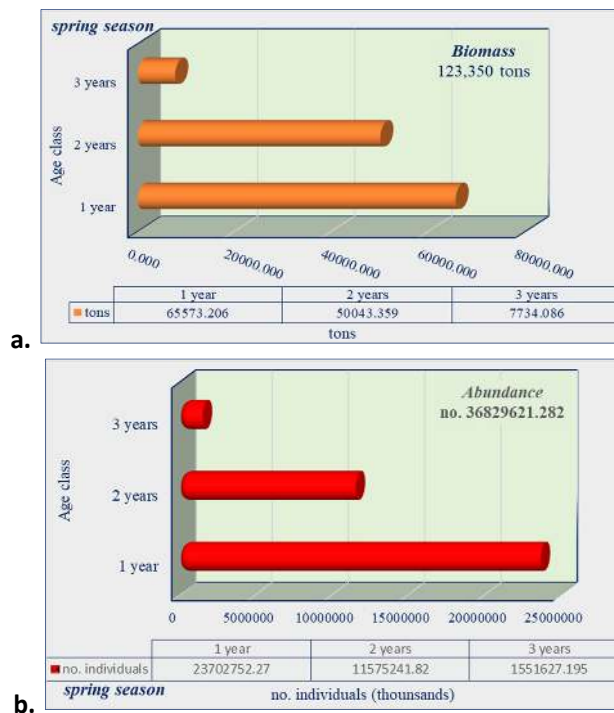 spring season
Biomass
123,350 tons
3 years
2 years
1 year
Age class
0.000 20000.000 40000.000 60000.000 80000.000
1 year 2 years 3 years
tons 65573.206 50043.359 7734.086
tons
a.
Abundance
no. 36829621.282
3 years
2 years
1 year
Age class
0 5000000 10000000 15000000 20000000 25000000
1 year 2 years 3 years
no. individuals 23702752.27 11575241.82 1551627.195
spring season no. individuals (thounsands)
b.